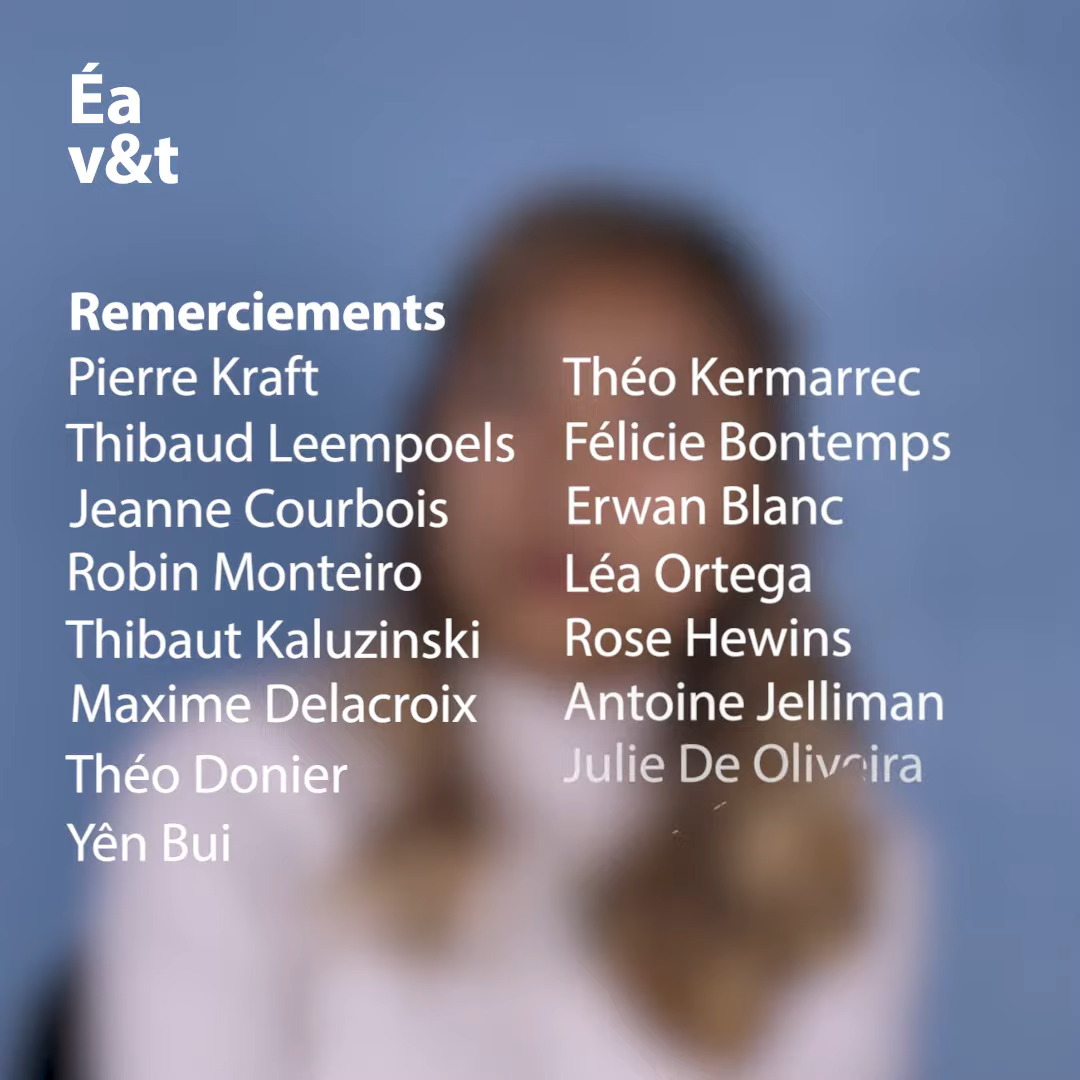 Éa
v&t
Remerciements
Pierre Kraft
Thibaud Leempoels
Jeanne Courbois
Robin Monteiro
Thibaut Kaluzinski
Maxime Delacroix
Théo Donier
Yên Bui
Théo Kermarrec
Félicie Bontemps
Erwan Blanc
Léa Ortega
Rose Hewins
Antoine Jelliman
Julie De Oliveira